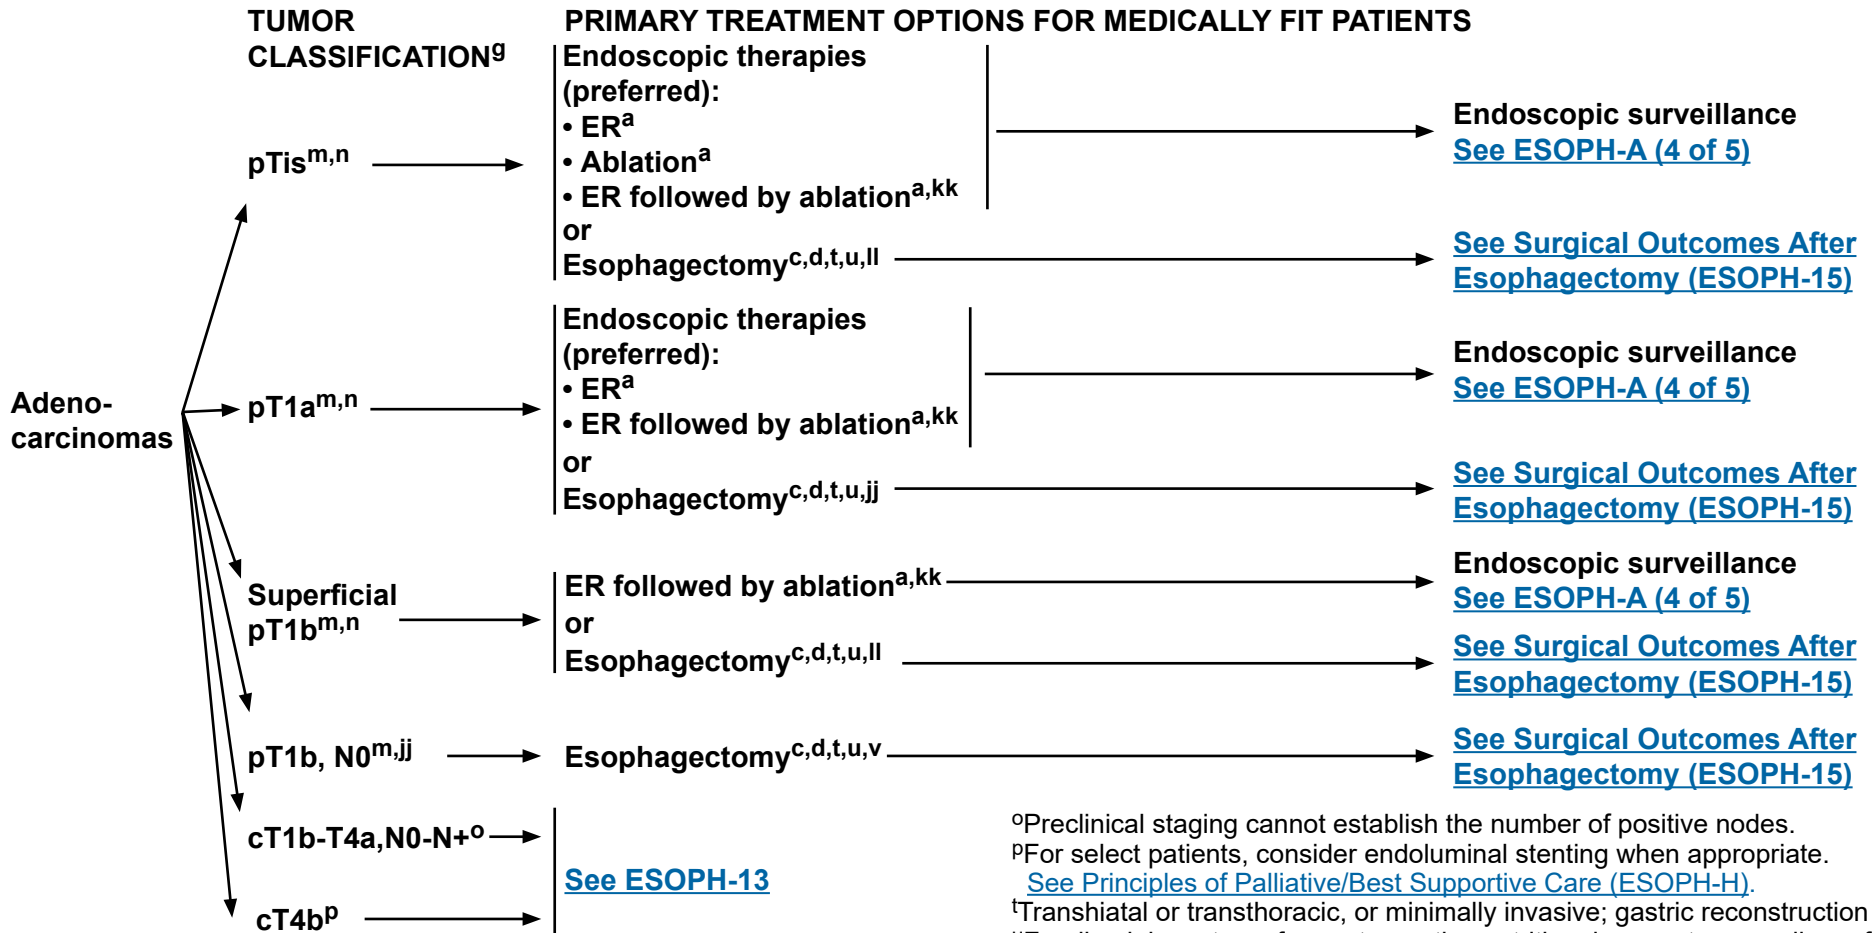 TUMOR CLASSIFICATIONg
PRIMARY TREATMENT OPTIONS FOR MEDICALLY FIT PATIENTS
Adeno-
carcinomas
pTism,n
Endoscopic therapies
(preferred):
• ERa
• Ablationa
• ER followed by ablationa,kk
or
Esophagectomyc,d,t,u,ll
Endoscopic surveillance
See ESOPH-A (4 of 5)
See Surgical Outcomes After
Esophagectomy (ESOPH-15)
pT1am,n
Endoscopic therapies
(preferred):
• ERa
• ER followed by ablationa,kk
or
Esophagectomyc,d,t,u,jj
Endoscopic surveillance
See ESOPH-A (4 of 5)
See Surgical Outcomes After
Esophagectomy (ESOPH-15)
Superficial
pT1bm,n
ER followed by ablationa,kk
or
Esophagectomyc,d,t,u,ll
Endoscopic surveillance
See ESOPH-A (4 of 5)
See Surgical Outcomes After
Esophagectomy (ESOPH-15)
pT1b, N0m,jj
Esophagectomyc,d,t,u,v
See Surgical Outcomes After
Esophagectomy (ESOPH-15)
cT1b-T4a,N0-N+o
cT4bp
See ESOPH-13
oPreclinical staging cannot establish the number of positive nodes.
pFor select patients, consider endoluminal stenting when appropriate.
See Principles of Palliative/Best Supportive Care (ESOPH-H).
tTranshiatal or transthoracic, or minimally invasive; gastric reconstruction